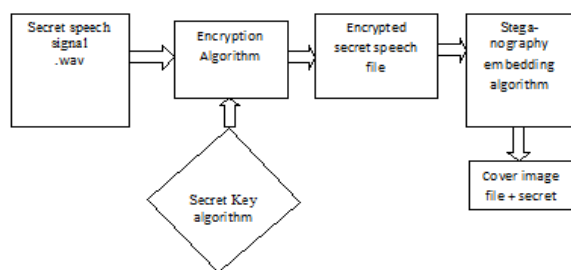 Secret speech
signal
.wav
Encryption
Algorithm
Encrypted
secret speech
file
Stega-
nography
embedding
algorithm
Secret Key
algorithm
Cover image
file + secret